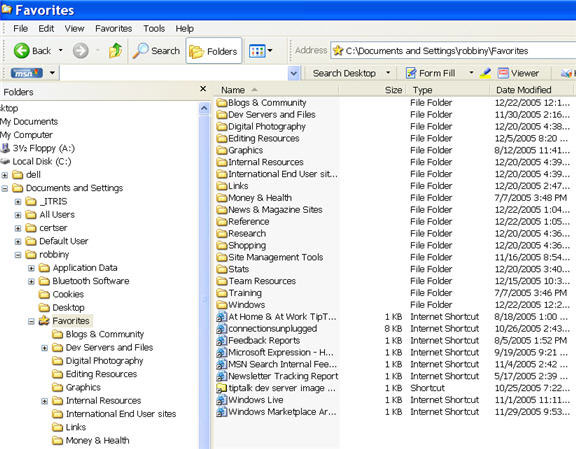 Favorites
File Edit View Favorites Tools Help
Back Search Folders Address C:\Documents and Settings\robbiny\Favorites
msn Search Desktop Form Fill Viewer
Folders Name Size Type Date Modified
ktop
My Documents
My Computer
3½ Floppy (A:)
Local Disk (C:)
dell
Documents and Settings
_ITRIS
All Users
certser
Default User
robbiny
Application Data
Bluetooth Software
Cookies
Desktop
Favorites
Blogs & Community
Dev Servers and Files
Digital Photography
Editing Resources
Graphics
Internal Resources
International End User sites
Links
Money & Health
Blogs & Community File Folder 12/22/2005 12:1...
Dev Servers and Files File Folder 11/30/2005 2:16...
Digital Photography File Folder 12/20/2005 4:38...
Editing Resources File Folder 12/5/2005 8:20 ...
Graphics File Folder 8/12/2005 11:41...
Internal Resources File Folder 12/20/2005 4:39...
International End User sit... File Folder 12/20/2005 4:39...
Links File Folder 12/20/2005 2:47...
Money & Health File Folder 7/7/2005 3:48 PM
News & Magazine Sites File Folder 12/22/2005 1:04...
Reference File Folder 12/22/2005 1:05...
Research File Folder 12/20/2005 4:36...
Shopping File Folder 12/20/2005 4:36...
Site Management Tools File Folder 11/16/2005 8:54...
Stats File Folder 12/20/2005 3:40...
Team Resources File Folder 12/15/2005 10:3...
Training File Folder 7/7/2005 3:46 PM
Windows File Folder 12/22/2005 12:2...
At Home & At Work TipT... 1 KB Internet Shortcut 8/18/2005 1:00 ...
connectionsunplugged 8 KB Internet Shortcut 10/26/2005 2:43...
Feedback Reports 1 KB Internet Shortcut 8/5/2005 1:52 PM
Microsoft Expression - H... 1 KB Internet Shortcut 9/19/2005 9:21 ...
MSN Search Internal Fee... 1 KB Internet Shortcut 11/4/2005 2:42 ...
Newsletter Tracking Report 1 KB Internet Shortcut 5/17/2005 2:39 ...
tiptalk dev server image ... 1 KB Shortcut 10/25/2005 7:22...
Windows Live 1 KB Internet Shortcut 11/1/2005 11:11...
Windows Marketplace Ar... 1 KB Internet Shortcut 11/29/2005 9:53...